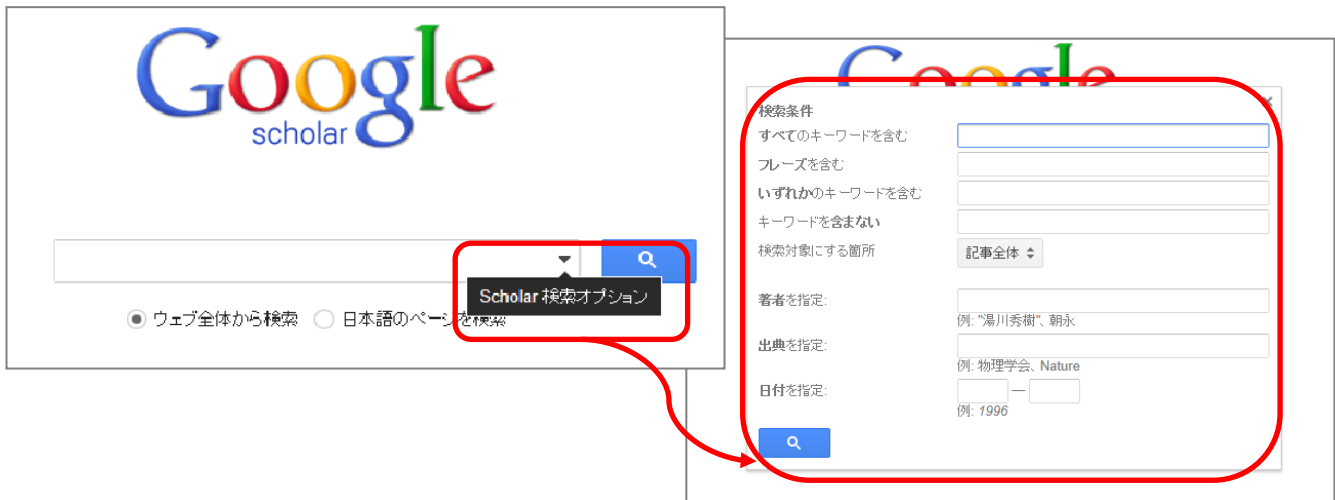 Google
scholar
Scholar 検索オプション
ウェブ全体から検索 日本語のページを検索
Google
検索条件
すべてのキーワードを含む
フレーズを含む
いずれかのキーワードを含む
キーワードを含まない
検索対象にする箇所 記事全体
著者を指定:
例: "湯川秀樹"、朝永
出典を指定:
例: 物理学会、Nature
日付を指定: —
例: 1996